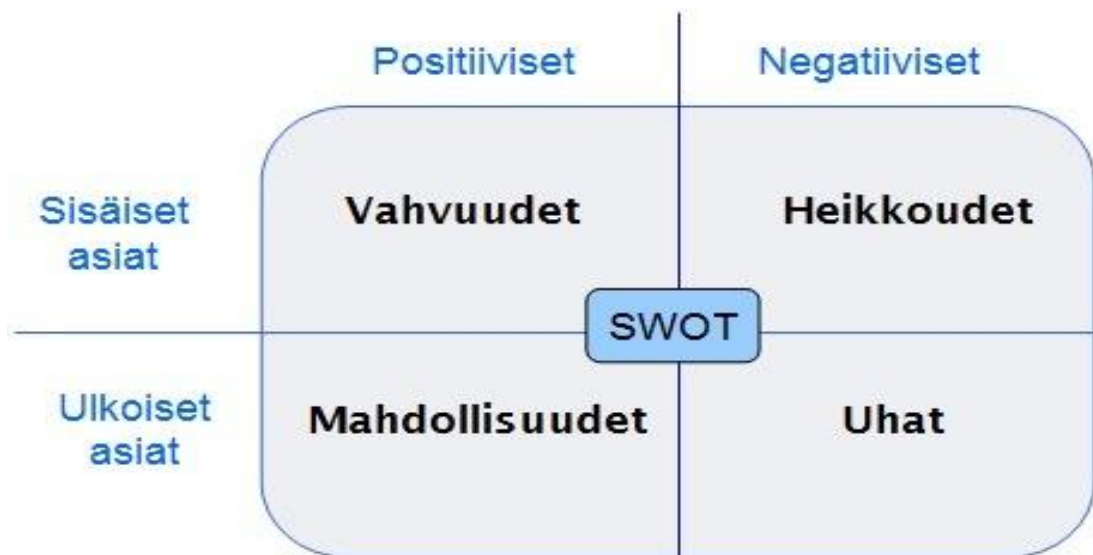 Positiiviset
Negatiiviset
Sisäiset
asiat
Vahvuudet
Heikkoudet
SWOT
Ulkoiset
asiat
Mahdollisuudet
Uhat